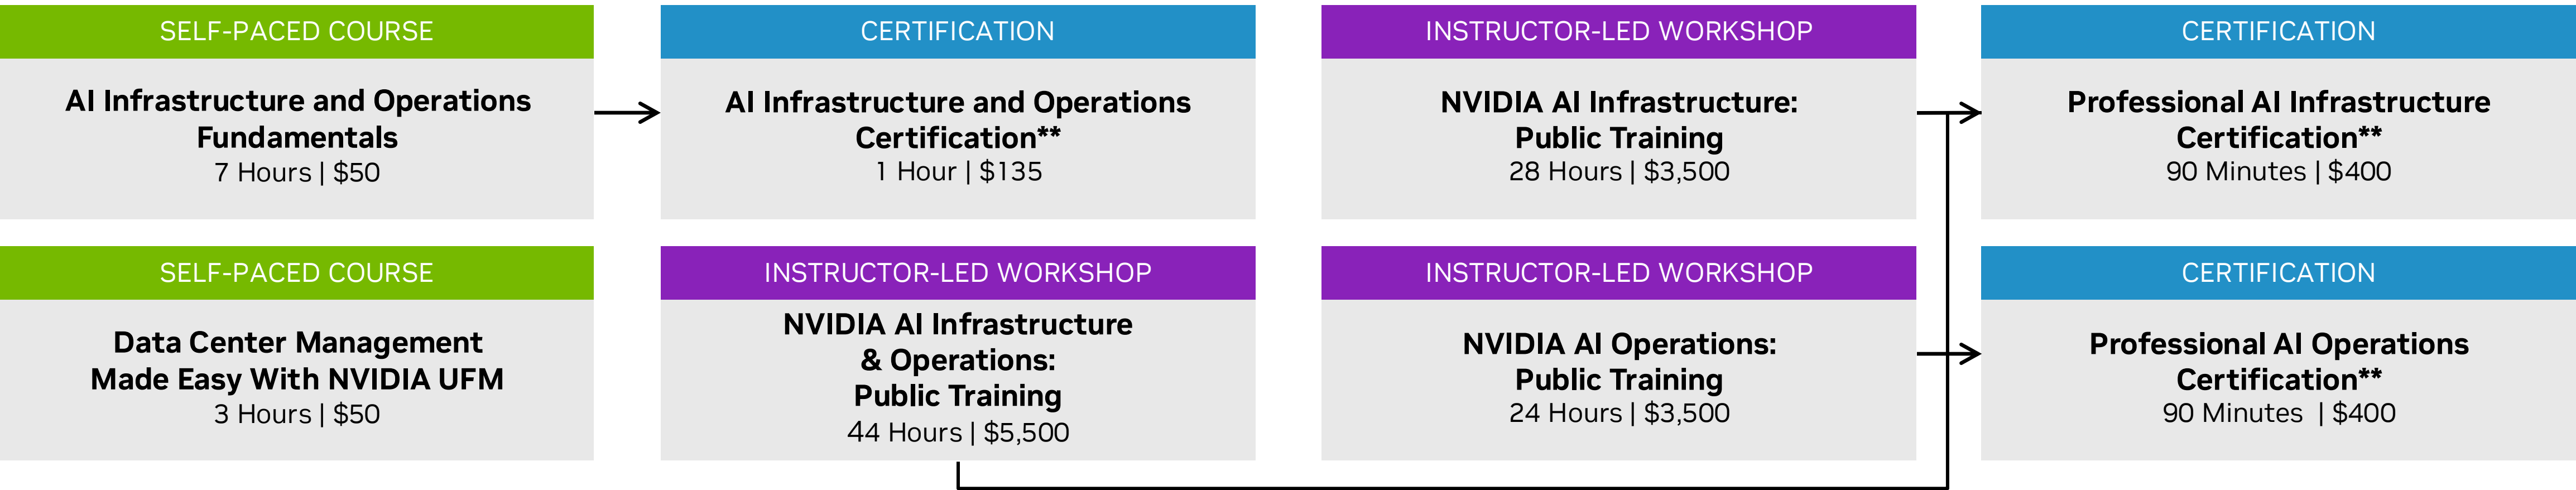 SELF-PACED COURSE
AI Infrastructure and Operations
Fundamentals
7 Hours | $50
CERTIFICATION
AI Infrastructure and Operations
Certification**
1 Hour | $135
INSTRUCTOR-LED WORKSHOP
NVIDIA AI Infrastructure:
Public Training
28 Hours | $3,500
CERTIFICATION
Professional AI Infrastructure
Certification**
90 Minutes | $400
SELF-PACED COURSE
Data Center Management
Made Easy With NVIDIA UFM
3 Hours | $50
INSTRUCTOR-LED WORKSHOP
NVIDIA AI Infrastructure
& Operations:
Public Training
44 Hours | $5,500
INSTRUCTOR-LED WORKSHOP
NVIDIA AI Operations:
Public Training
24 Hours | $3,500
CERTIFICATION
Professional AI Operations
Certification**
90 Minutes | $400